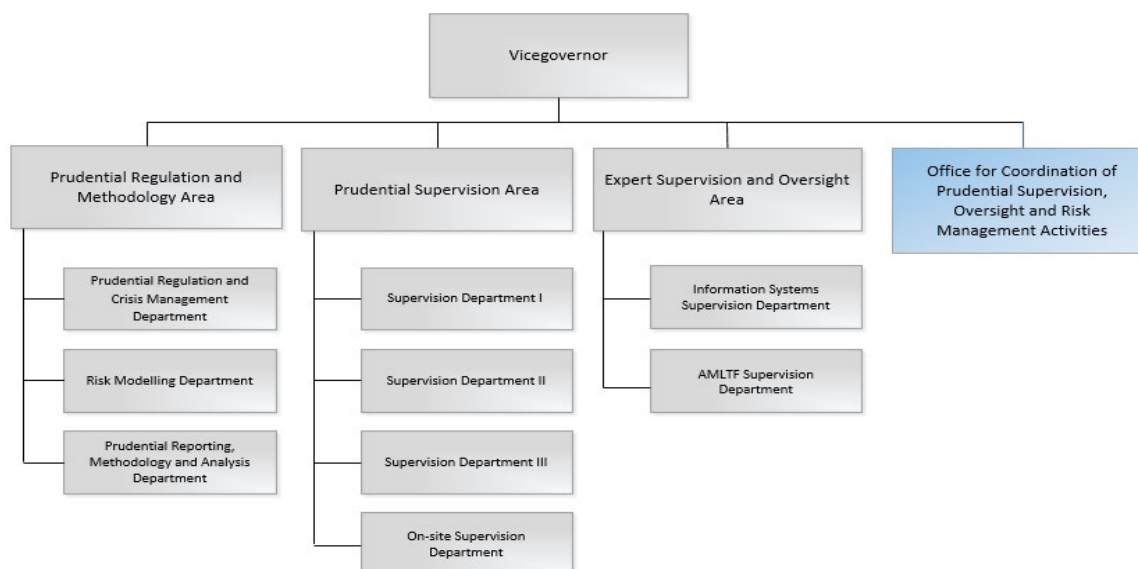 Vicegovernor
Prudential Regulation and
Methodology Area
Prudential Supervision Area
Expert Supervision and Oversight
Area
Office for Coordination of
Prudential Supervision,
Oversight and Risk
Management Activities
Prudential Regulation and
Crisis Management
Department
Risk Modelling Department
Prudential Reporting,
Methodology and Analysis
Department
Supervision Department I
Supervision Department II
Supervision Department III
On-site Supervision
Department
Information Systems
Supervision Department
AMLTF Supervision
Department